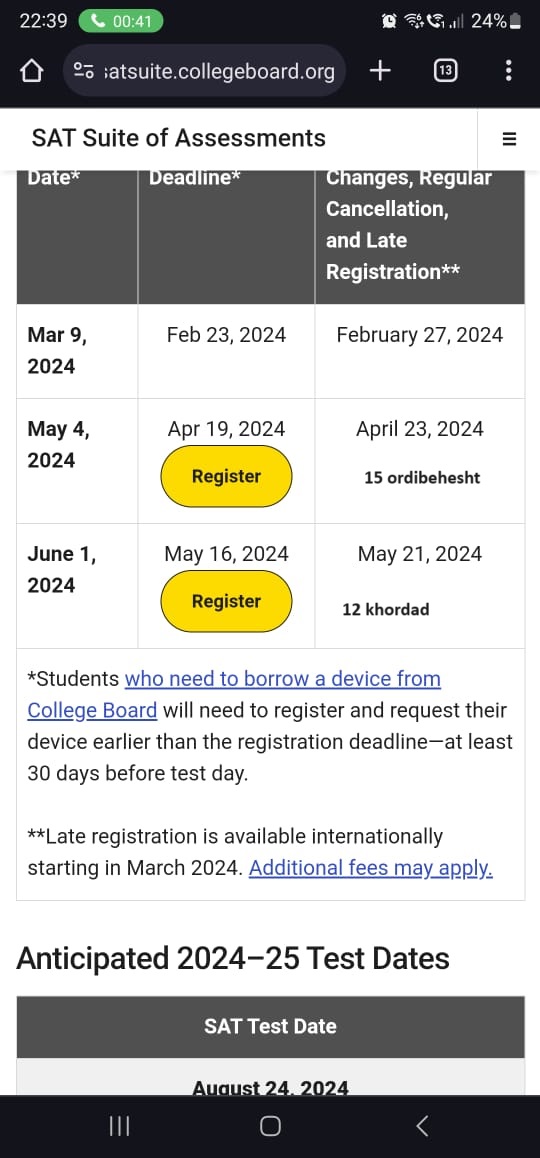 22:39 00:41 24%
satsuite.collegeboard.org 13
SAT Suite of Assessments
Date* Deadline* Changes, Regular
Cancellation,
and Late
Registration**
Mar 9, Feb 23, 2024 February 27, 2024
2024
May 4, Apr 19, 2024 April 23, 2024
2024
Register 15 ordibehesht
June 1, May 16, 2024 May 21, 2024
2024
Register 12 khordad
*Students who need to borrow a device from
College Board will need to register and request their
device earlier than the registration deadline—at least
30 days before test day.
**Late registration is available internationally
starting in March 2024. Additional fees may apply.
Anticipated 2024–25 Test Dates
SAT Test Date
August 24, 2024